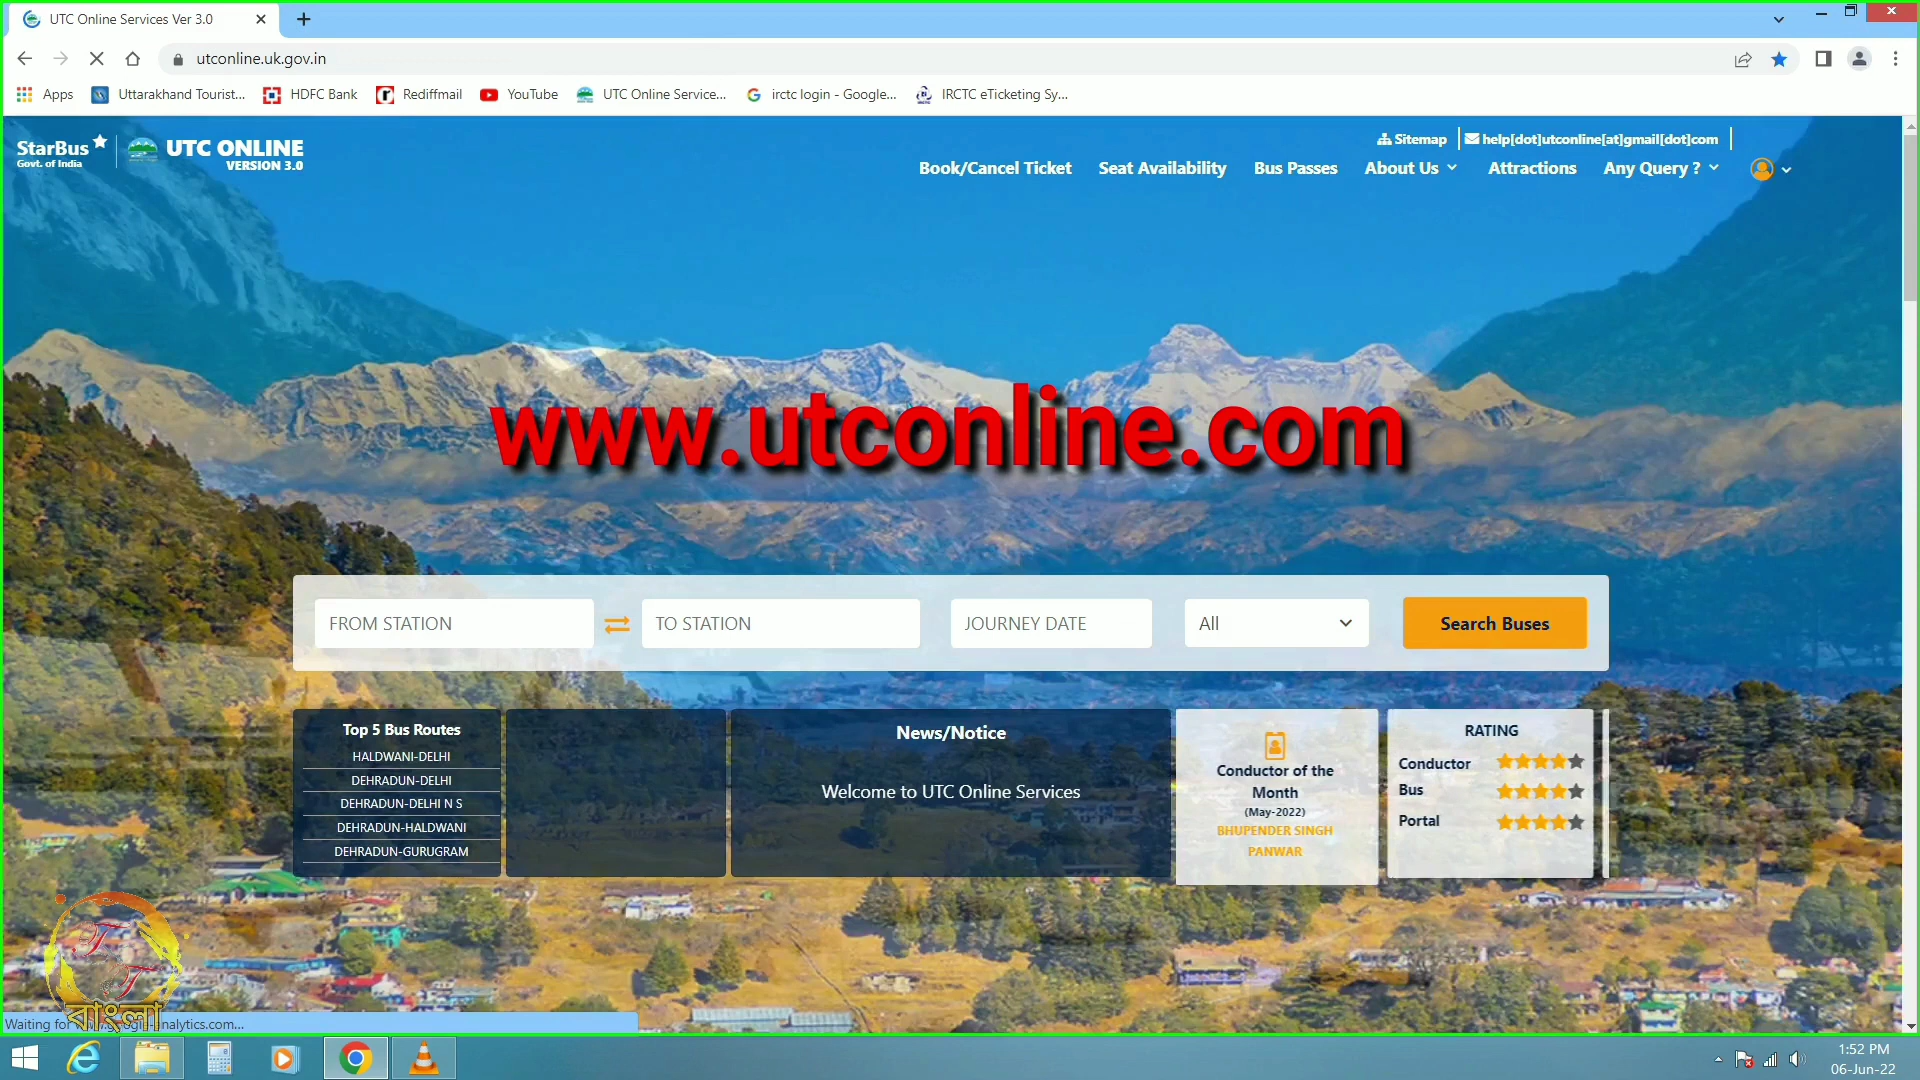 UTC Online Services Ver 3.0
utconline.uk.gov.in
Apps Uttarakhand Tourist... HDFC Bank Rediffmail YouTube UTC Online Service... irctc login - Google... IRCTC eTicketing Sy...
Sitemap help[dot]utconline[at]gmail[dot]com
StarBus UTC ONLINE
Govt. of India VERSION 3.0
Book/Cancel Ticket Seat Availability Bus Passes About Us Attractions Any Query ?
www.utconline.com
FROM STATION TO STATION JOURNEY DATE All Search Buses
Top 5 Bus Routes
HALDWANI-DELHI
DEHRADUN-DELHI
DEHRADUN-DELHI N S
DEHRADUN-HALDWANI
DEHRADUN-GURUGRAM
News/Notice
Welcome to UTC Online Services
Conductor of the
Month
(May-2022)
BHUPENDER SINGH
PANWAR
RATING
Conductor
Bus
Portal
বাংলা
Waiting for
1:52 PM
06-Jun-22